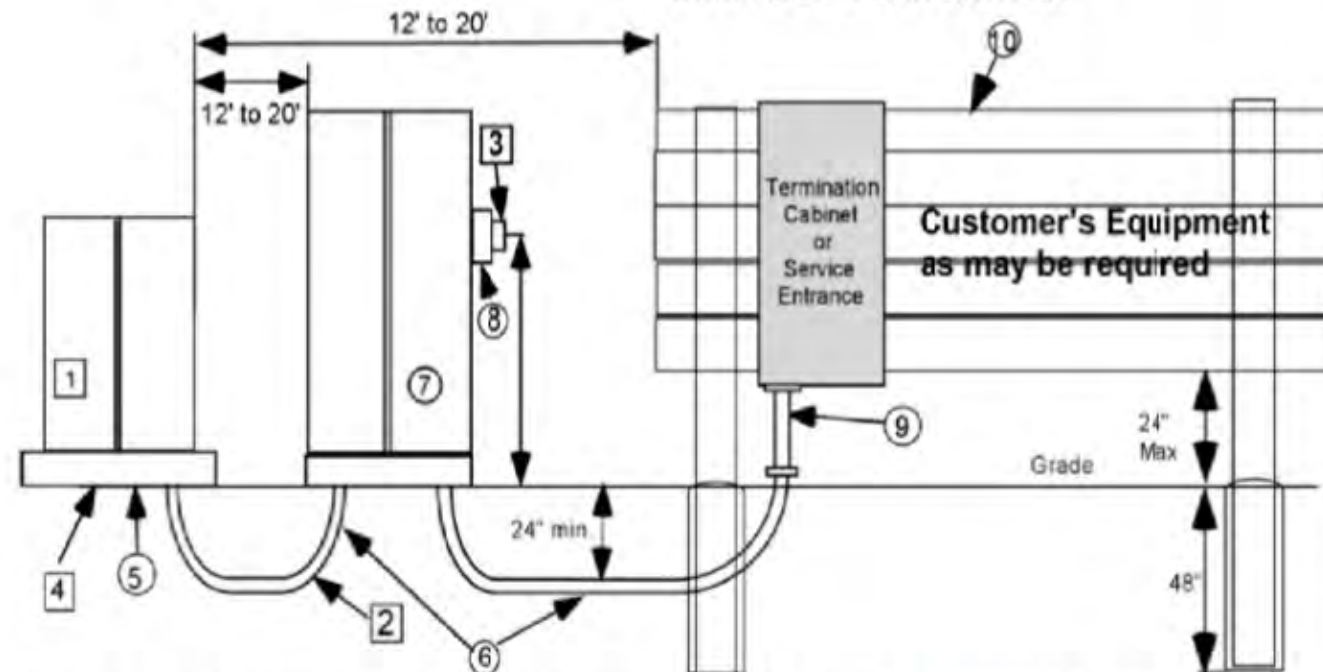 12' to 20'
10
12' to 20'
3
Termination
Cabinet
or
Service
Entrance
Customer's Equipment
as may be required
8
1
7
9
24"
Max
Grade
24" min
4
5
2
6
48"